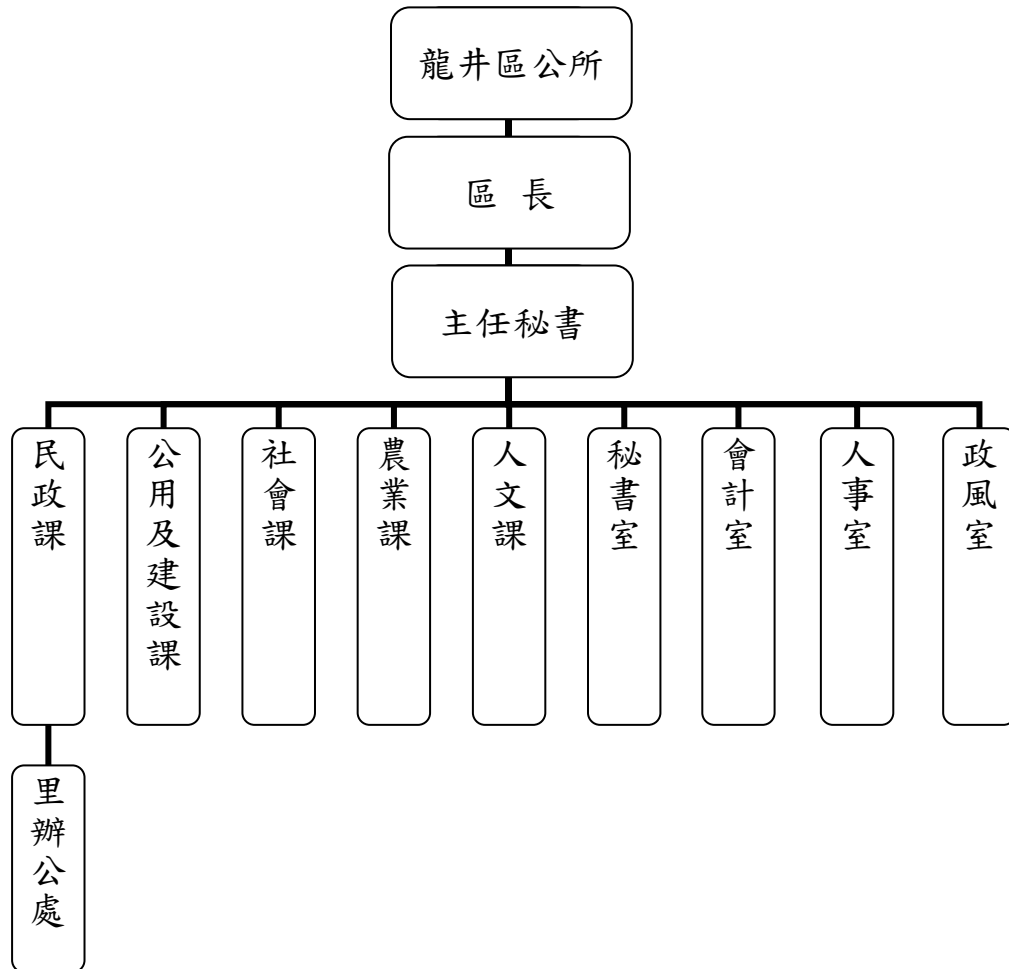 龍井區公所
區 長
主任秘書
民政課
公用及建設課
社會課
農業課
人文課
秘書室
會計室
人事室
政風室
里辦公處